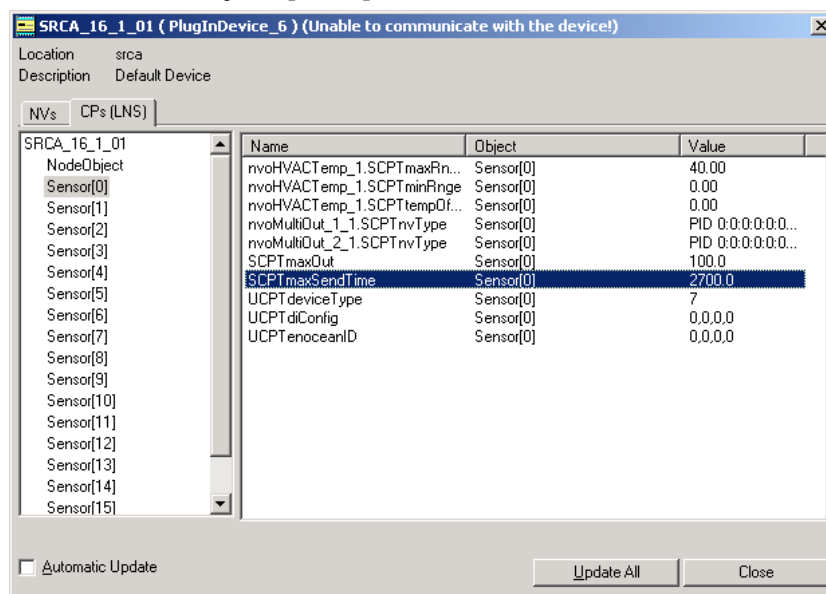 SRCA_16_1_01 ( PlugInDevice_6 ) (Unable to communicate with the device!)
Location srca
Description Default Device
NVs CPs (LNS)
SRCA_16_1_01
NodeObject
Sensor[0]
Sensor[1]
Sensor[2]
Sensor[3]
Sensor[4]
Sensor[5]
Sensor[6]
Sensor[7]
Sensor[8]
Sensor[9]
Sensor[10]
Sensor[11]
Sensor[12]
Sensor[13]
Sensor[14]
Sensor[15]
Name Object Value
nvoHVACTemp_1.SCPTmaxRn... Sensor[0] 40.00
nvoHVACTemp_1.SCPTminRnge Sensor[0] 0.00
nvoHVACTemp_1.SCPTtempOf... Sensor[0] 0.00
nvoMultiOut_1_1.SCPTnvType Sensor[0] PID 0:0:0:0:0:0...
nvoMultiOut_2_1.SCPTnvType Sensor[0] PID 0:0:0:0:0:0...
SCPTmaxOut Sensor[0] 100.0
SCPTmaxSendTime Sensor[0] 2700.0
UCPTdeviceType Sensor[0] 7
UCPTdiConfig Sensor[0] 0,0,0,0
UCPTenoceanID Sensor[0] 0,0,0,0
Automatic Update
Update All Close